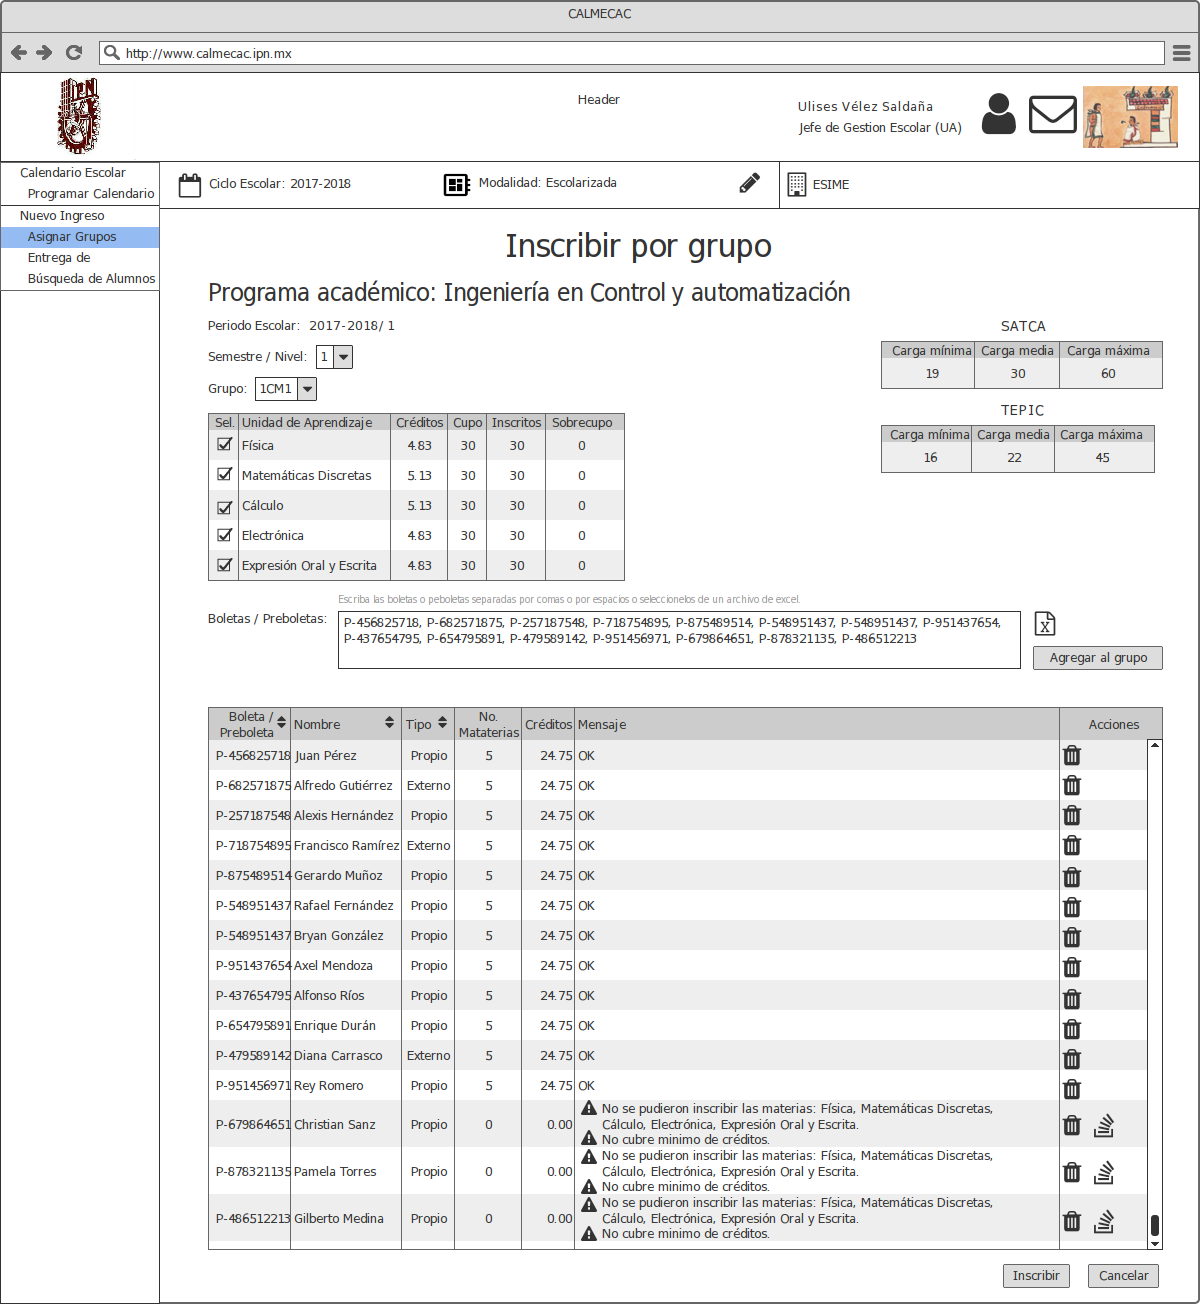 CALMECAC
http://www.calmecac.ipn.mx
IPN
Header
Ulises Vélez Saldaña
Jefe de Gestion Escolar (UA)
Calendario Escolar
Programar Calendario
Nuevo Ingreso
Asignar Grupos
Entrega de
Búsqueda de Alumnos
Ciclo Escolar: 2017-2018
Modalidad: Escolarizada
ESIME
Inscribir por grupo
Programa académico: Ingeniería en Control y automatización
Periodo Escolar: 2017-2018/ 1
Semestre / Nivel: 1
Grupo: 1CM1
SATCA
Carga mínima Carga media Carga máxima
19 30 60
TEPIC
Carga mínima Carga media Carga máxima
16 22 45
Sel. Unidad de Aprendizaje Créditos Cupo Inscritos Sobrecupo
Física 4.83 30 30 0
Matemáticas Discretas 5.13 30 30 0
Cálculo 5.13 30 30 0
Electrónica 4.83 30 30 0
Expresión Oral y Escrita 4.83 30 30 0
Escriba las boletas o peboletas separadas por comas o por espacios o seleccionelos de un archivo de excel.
Boletas / Preboletas:
P-456825718, P-682571875, P-257187548, P-718754895, P-875489514, P-548951437, P-548951437, P-951437654,
P-437654795, P-654795891, P-479589142, P-951456971, P-679864651, P-878321135, P-486512213
X
Agregar al grupo
Boleta / Preboleta Nombre Tipo No. Mataterias Créditos Mensaje Acciones
P-456825718 Juan Pérez Propio 5 24.75 OK
P-682571875 Alfredo Gutiérrez Externo 5 24.75 OK
P-257187548 Alexis Hernández Propio 5 24.75 OK
P-718754895 Francisco Ramírez Externo 5 24.75 OK
P-875489514 Gerardo Muñoz Propio 5 24.75 OK
P-548951437 Rafael Fernández Propio 5 24.75 OK
P-548951437 Bryan González Propio 5 24.75 OK
P-951437654 Axel Mendoza Propio 5 24.75 OK
P-437654795 Alfonso Ríos Propio 5 24.75 OK
P-654795891 Enrique Durán Propio 5 24.75 OK
P-479589142 Diana Carrasco Externo 5 24.75 OK
P-951456971 Rey Romero Propio 5 24.75 OK
P-679864651 Christian Sanz Propio 0 0.00 No se pudieron inscribir las materias: Física, Matemáticas Discretas,
Cálculo, Electrónica, Expresión Oral y Escrita.
No cubre minimo de créditos.
P-878321135 Pamela Torres Propio 0 0.00 No se pudieron inscribir las materias: Física, Matemáticas Discretas,
Cálculo, Electrónica, Expresión Oral y Escrita.
No cubre minimo de créditos.
P-486512213 Gilberto Medina Propio 0 0.00 No se pudieron inscribir las materias: Física, Matemáticas Discretas,
Cálculo, Electrónica, Expresión Oral y Escrita.
No cubre minimo de créditos.
Inscribir
Cancelar